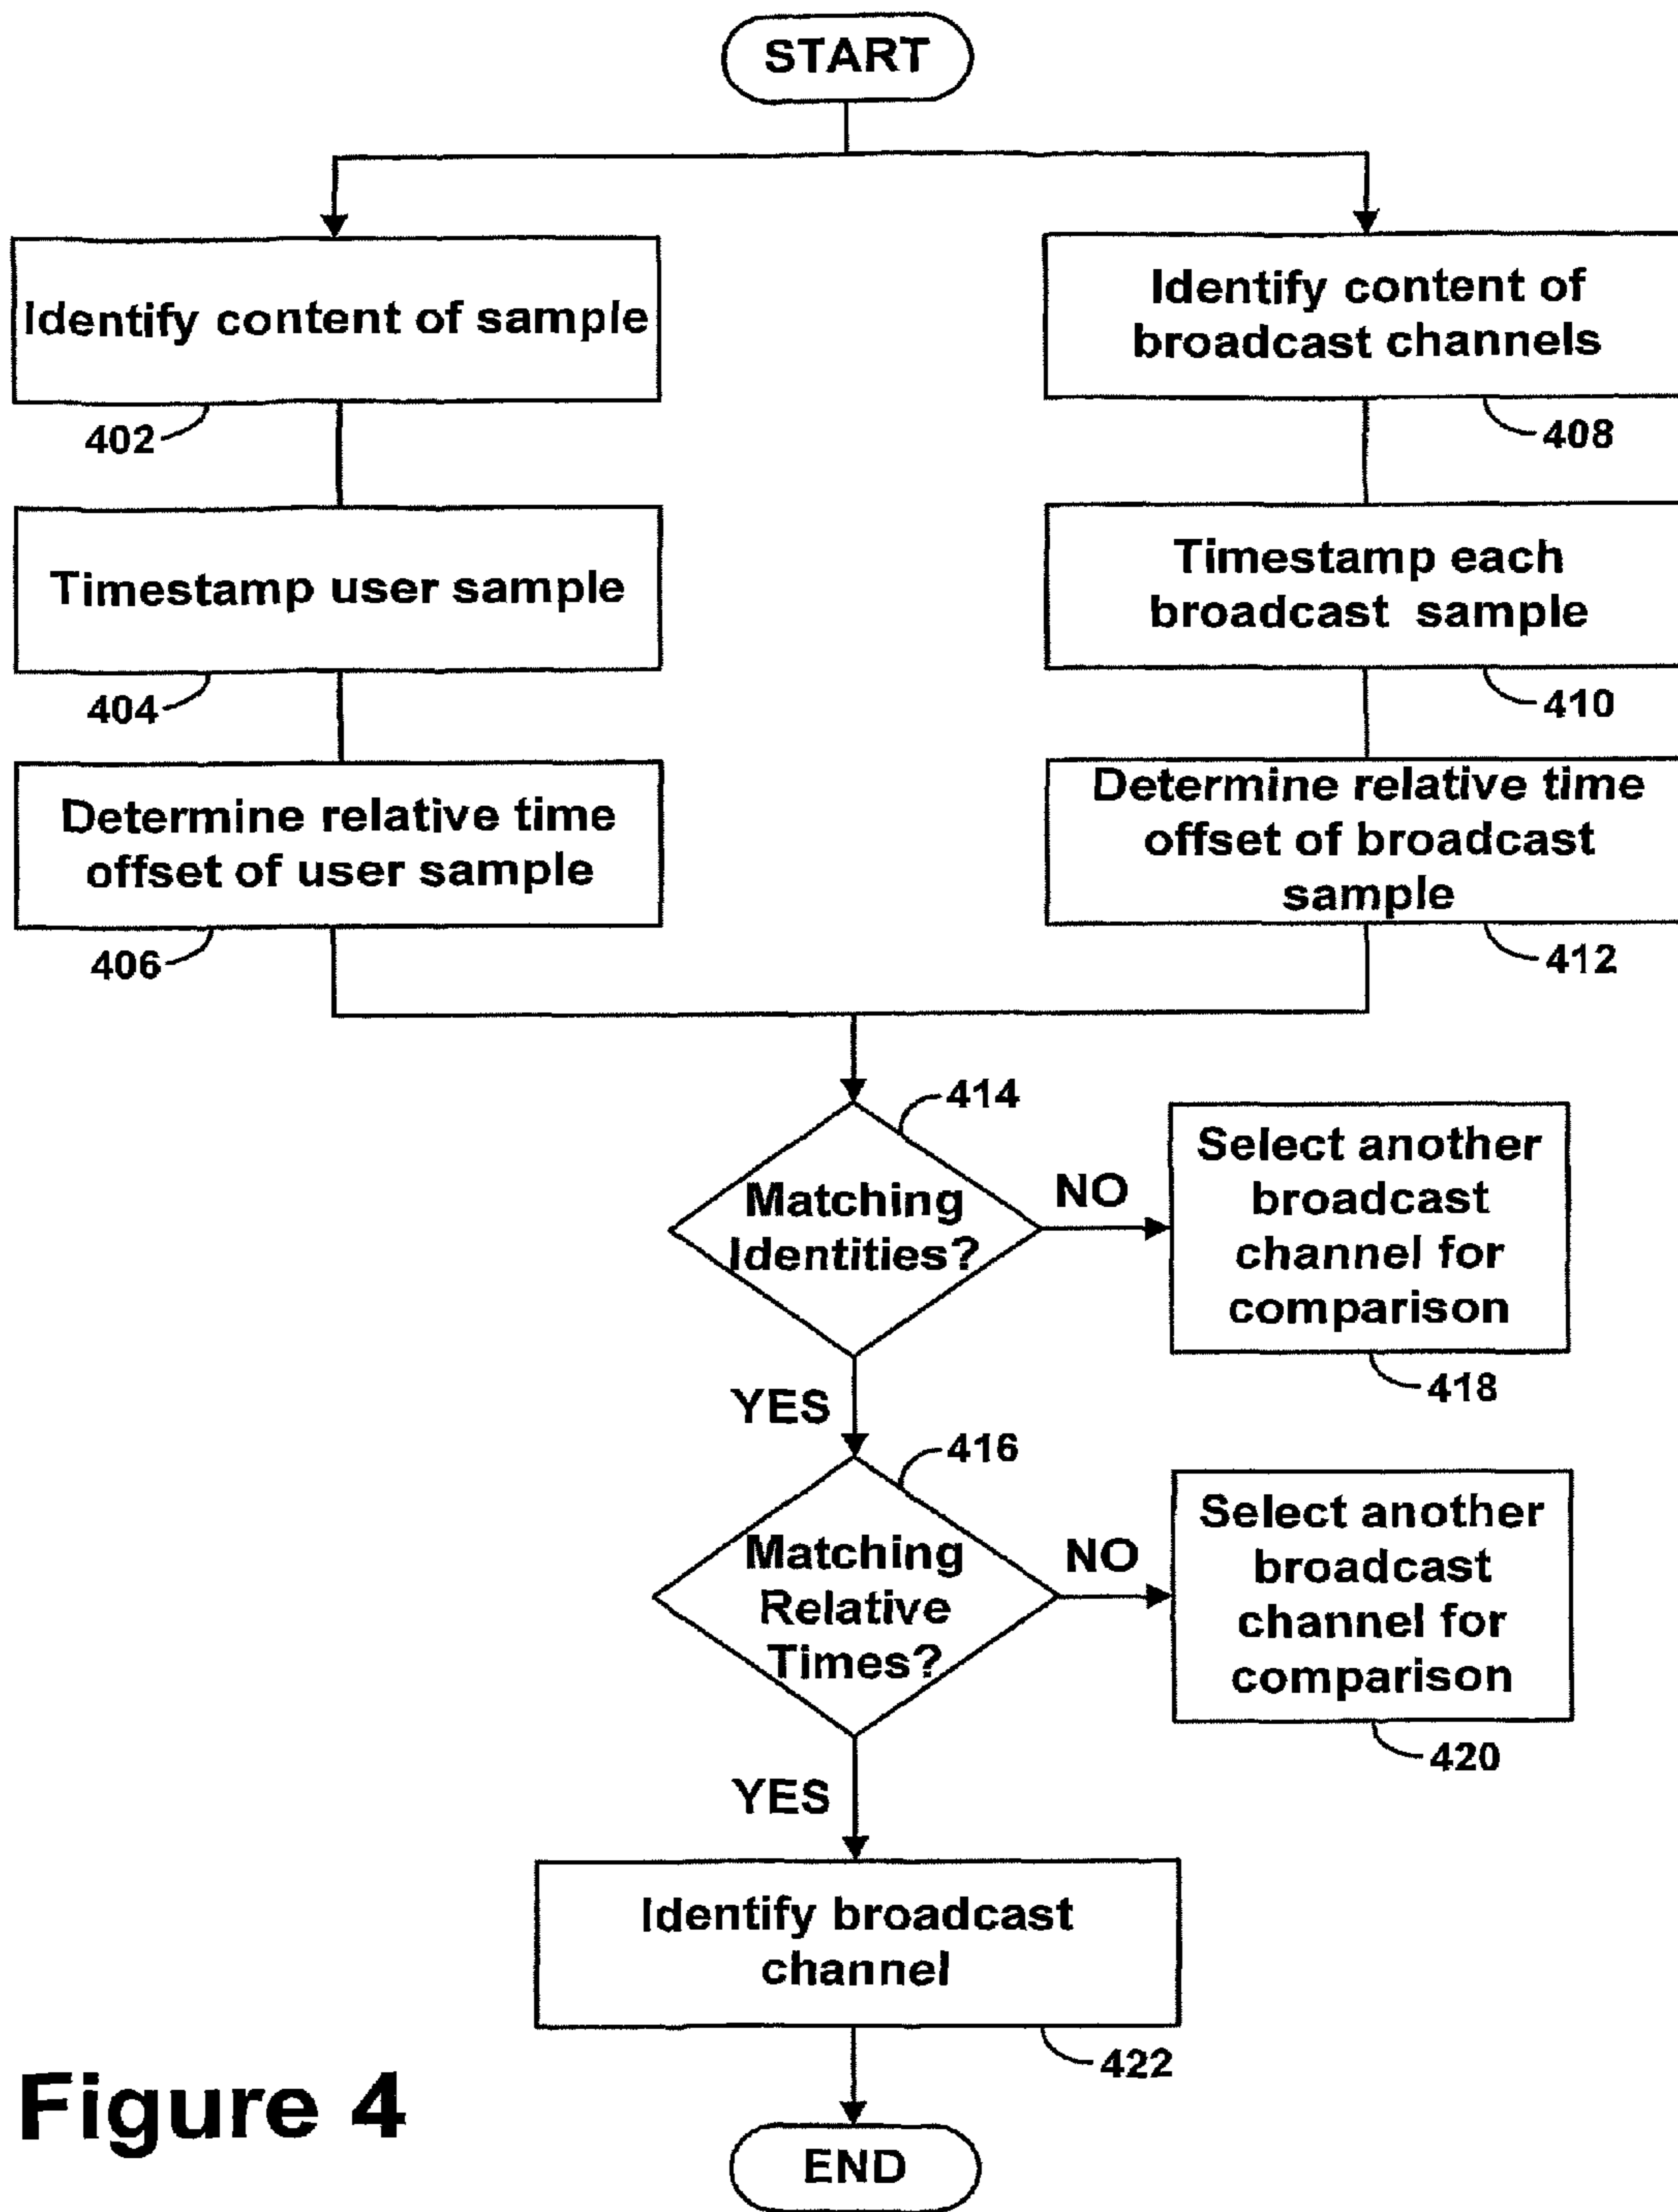 START
Identify content of sample
402
Timestamp user sample
404
Determine relative time
offset of user sample
406
Identify content of
broadcast channels
408
Timestamp each
broadcast sample
410
Determine relative time
offset of broadcast
sample
412
414
Matching
Identities?
NO
Select another
broadcast
channel for
comparison
418
YES
416
Matching
Relative
Times?
NO
Select another
broadcast
channel for
comparison
420
YES
Identify broadcast
channel
422
END
Figure 4